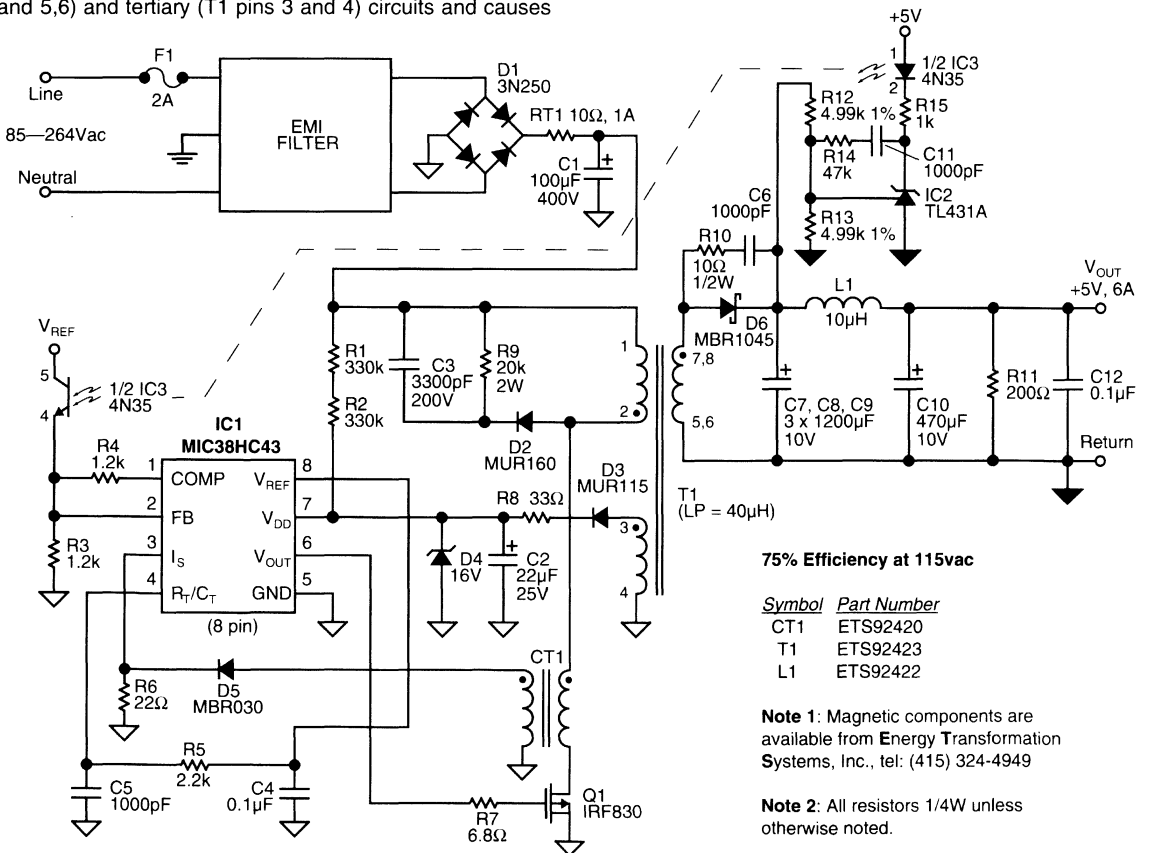 and 5,6) and tertiary (T1 pins 3 and 4) circuits and causes
F1
2A
Line
85—264Vac
Neutral
EMI
FILTER
D1
3N250
RT1 10Ω, 1A
C1
100µF
400V
+5V
1
2
1/2 IC3
4N35
R12
4.99k 1%
R15
1k
R14
47k
C11
1000pF
IC2
TL431A
R13
4.99k 1%
C6
1000pF
R10
10Ω
1/2W
D6
MBR1045
L1
10µH
VOUT
+5V, 6A
7,8
5,6
C7, C8, C9
3 x 1200µF
10V
C10
470µF
10V
R11
200Ω
C12
0.1µF
Return
T1
(LP = 40µH)
1
2
3
4
R1
330k
R2
330k
C3
3300pF
200V
R9
20k
2W
D2
MUR160
D3
MUR115
R8 33Ω
D4
16V
C2
22µF
25V
VREF
5
4
1/2 IC3
4N35
IC1
MIC38HC43
R4
1.2k
R3
1.2k
1 COMP VREF 8
2 FB VDD 7
3 IS VOUT 6
4 RT/CT GND 5
(8 pin)
R6
22Ω
D5
MBR030
CT1
R5
2.2k
C5
1000pF
C4
0.1µF
R7
6.8Ω
Q1
IRF830
75% Efficiency at 115vac
Symbol Part Number
CT1 ETS92420
T1 ETS92423
L1 ETS92422
Note 1: Magnetic components are
available from Energy Transformation
Systems, Inc., tel: (415) 324-4949
Note 2: All resistors 1/4W unless
otherwise noted.